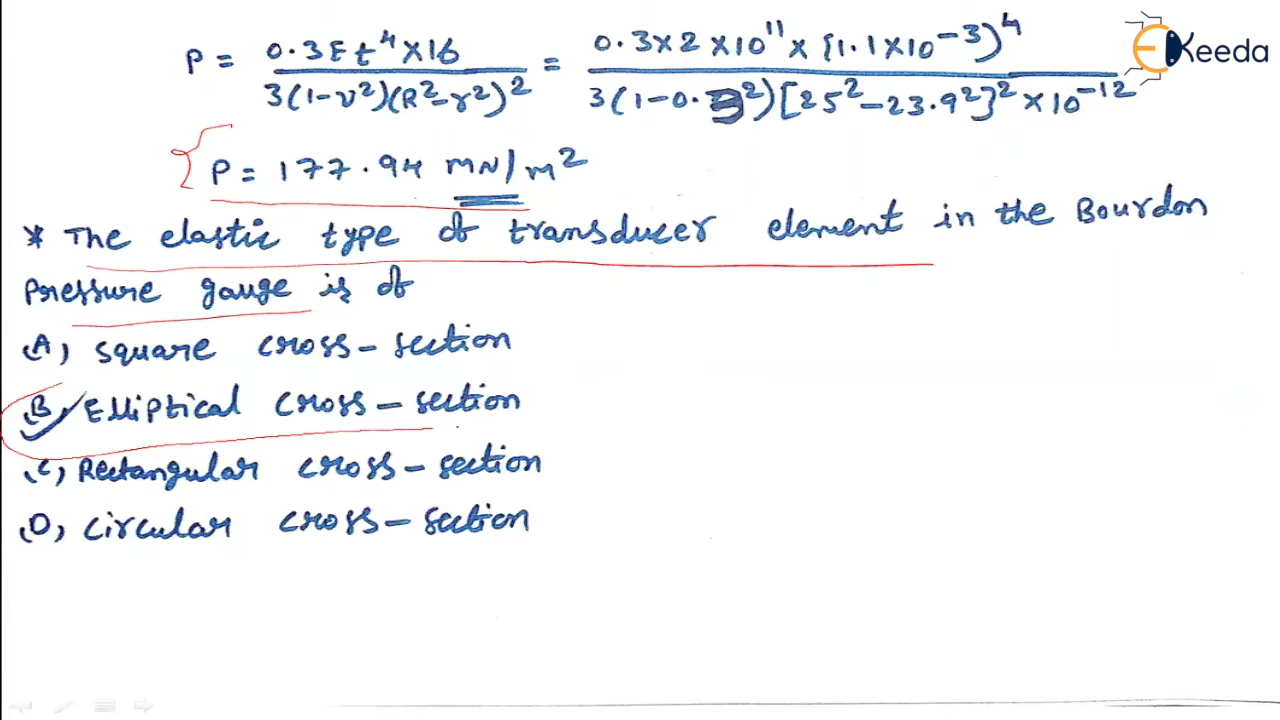 P = 0.3Et⁴×16 / 3(1-ν²)(R²-r²)² = 0.3×2×10¹¹×(1.1×10⁻³)⁴ / 3(1-0.3²)[25²-23.9²]²×10⁻¹²
EKeeda
P = 177.94 MN/m²
* The elastic type of transducer element in the Bourdon
Pressure gauge is of
(A) square cross-section
(B) Elliptical cross-section
(C) Rectangular cross-section
(D) circular cross-section